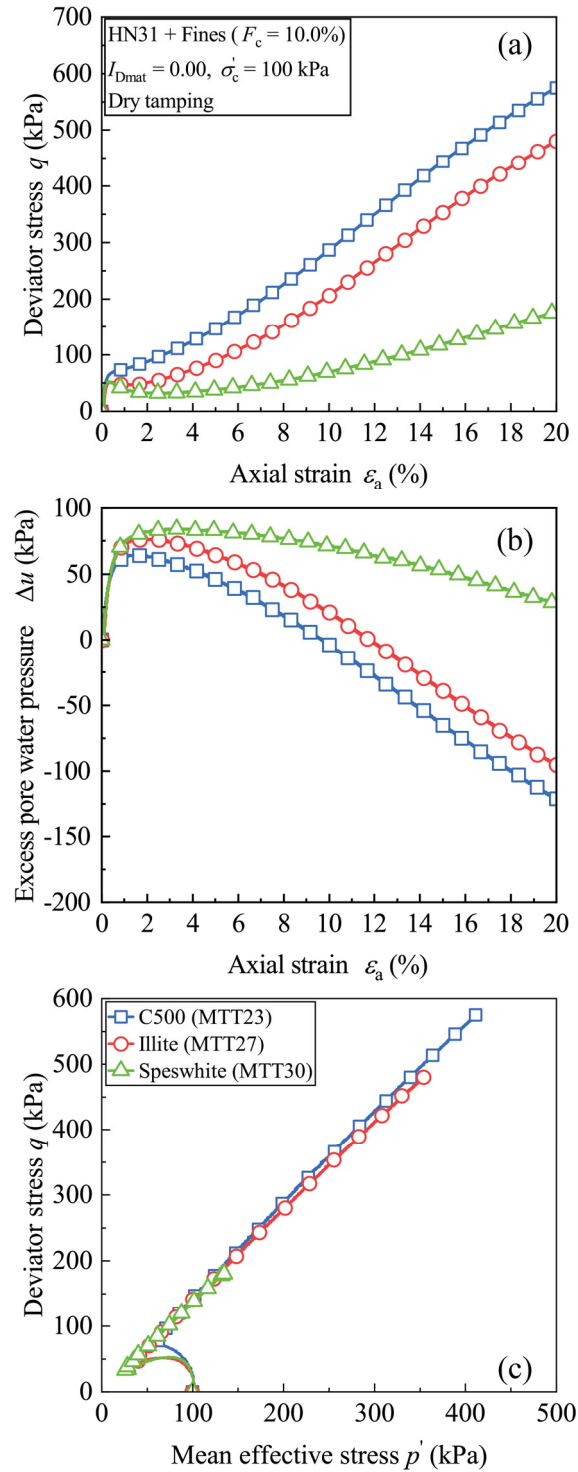 HN31 + Fines ( Fc = 10.0%)
IDmat = 0.00, σ'c = 100 kPa
Dry tamping
(a)
700
600
500
400
300
200
100
0
Deviator stress q (kPa)
0 2 4 6 8 10 12 14 16 18 20
Axial strain εa (%)
(b)
100
50
0
-50
-100
-150
-200
Excess pore water pressure Δu (kPa)
0 2 4 6 8 10 12 14 16 18 20
Axial strain εa (%)
C500 (MTT23)
Illite (MTT27)
Speswhite (MTT30)
(c)
600
500
400
300
200
100
0
Deviator stress q (kPa)
0 100 200 300 400 500
Mean effective stress p' (kPa)